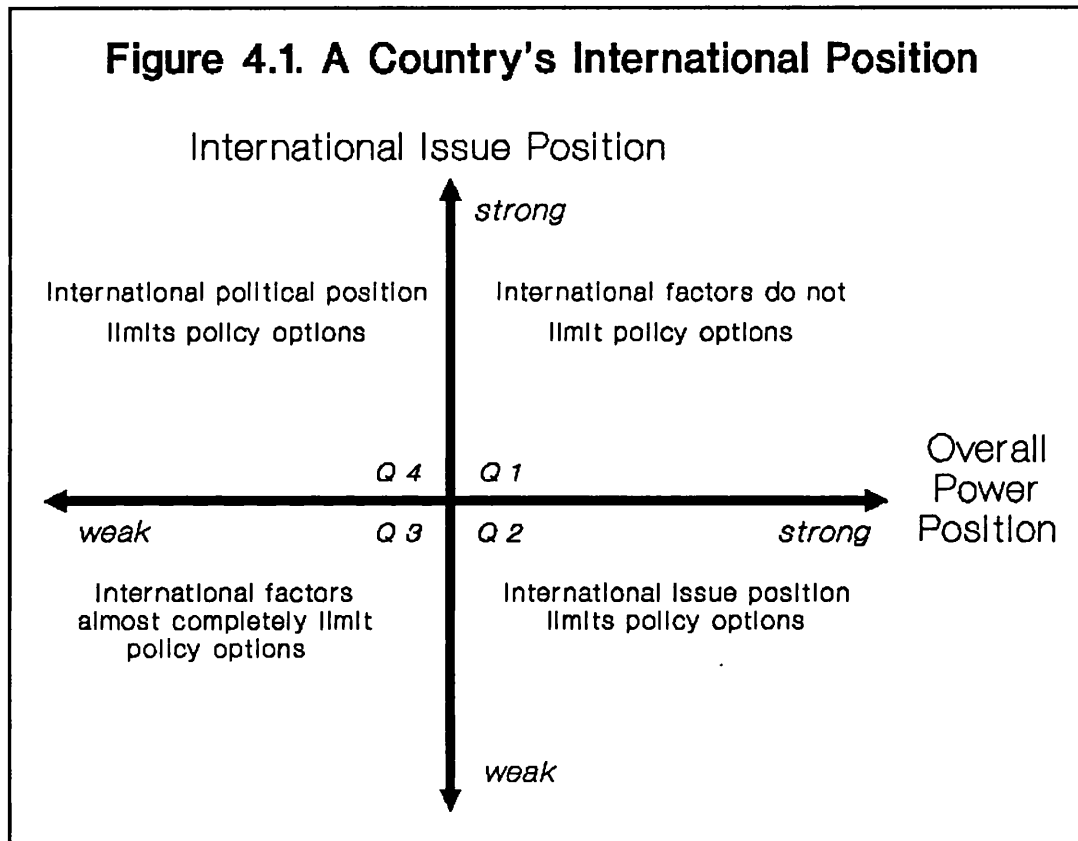 Figure 4.1. A Country's International Position
International Issue Position
strong
International political position
limits policy options
International factors do not
limit policy options
Q 4
Q 1
Overall
Power
Position
weak
Q 3
Q 2
strong
International factors
almost completely limit
policy options
International issue position
limits policy options
weak